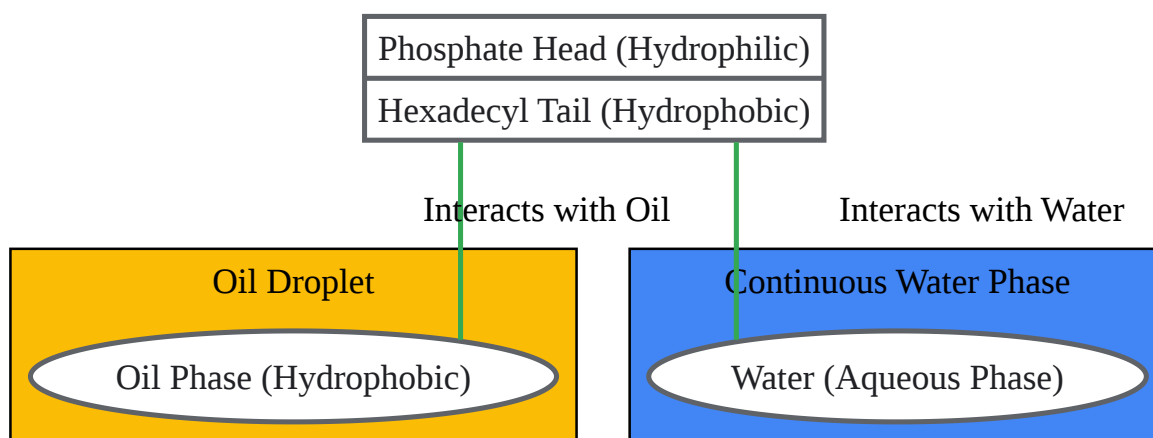 Phosphate Head (Hydrophilic)
Hexadecyl Tail (Hydrophobic)
Interacts with Oil
Interacts with Water
Oil Droplet
Continuous Water Phase
Oil Phase (Hydrophobic)
Water (Aqueous Phase)